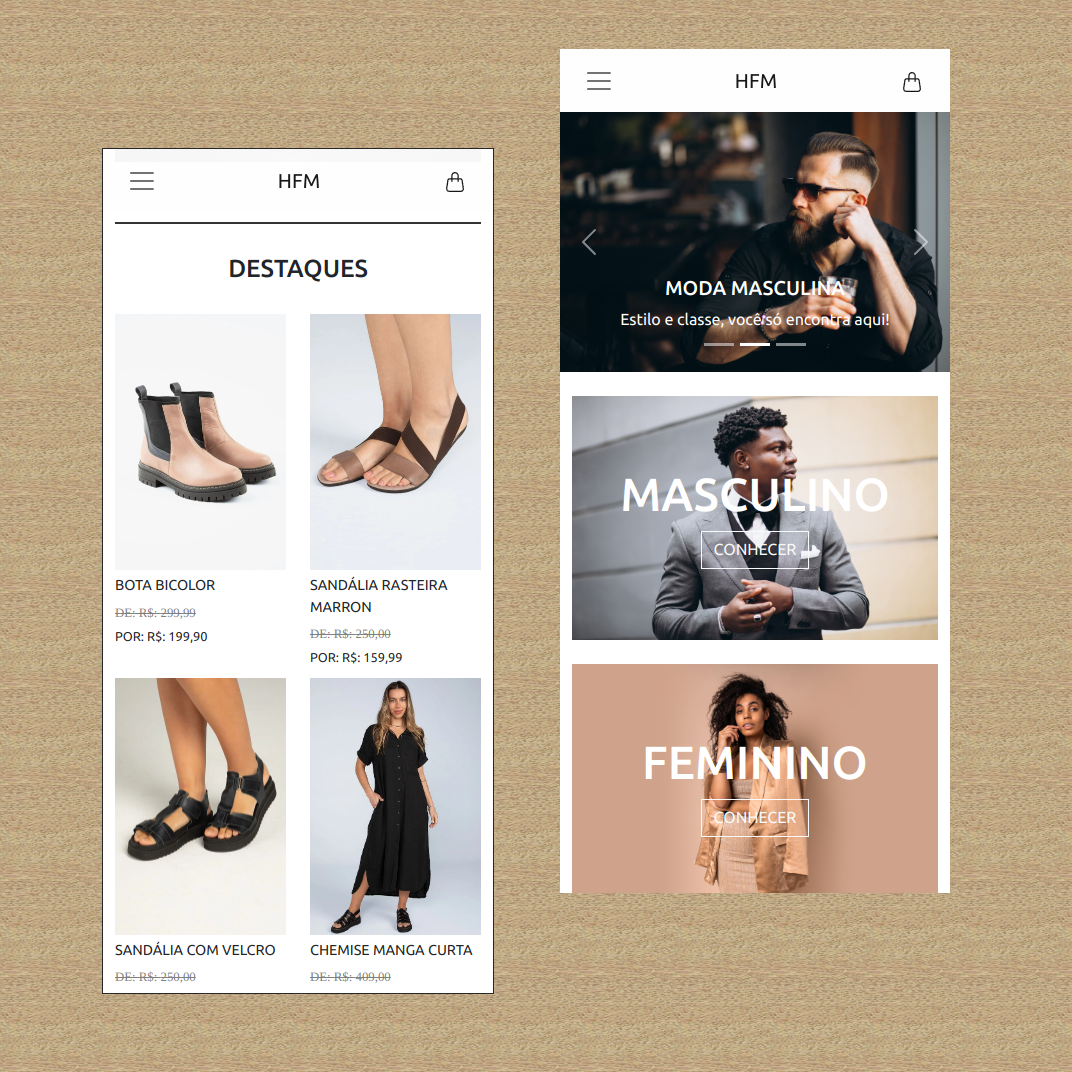 HFM
DESTAQUES
BOTA BICOLOR
DE: R$: 299,99
POR: R$: 199,90
SANDÁLIA RASTEIRA
MARRON
DE: R$: 250,00
POR: R$: 159,99
SANDÁLIA COM VELCRO
DE: R$: 250,00
CHEMISE MANGA CURTA
DE: R$: 409,00
HFM
MODA MASCULINA
Estilo e classe, você só encontra aqui!
MASCULINO
CONHECER
FEMININO
CONHECER